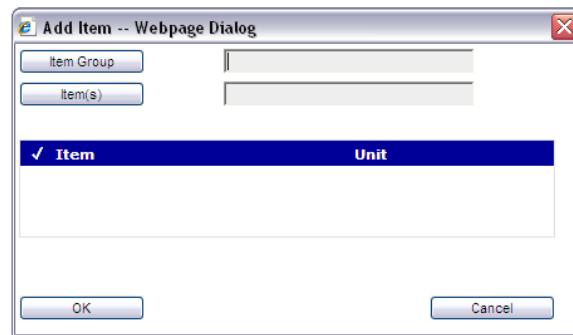 Add Item -- Webpage Dialog
Item Group
Item(s)
✓ Item Unit
OK Cancel